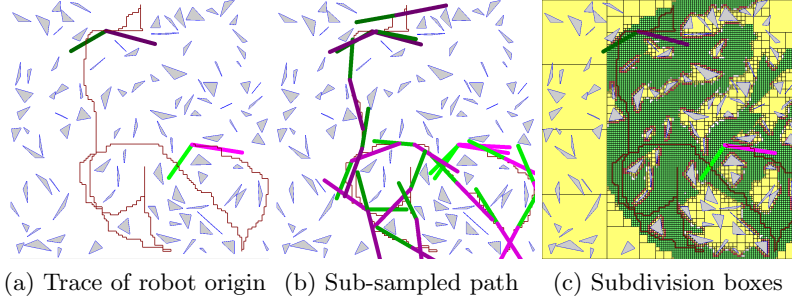 (a) Trace of robot origin (b) Sub-sampled path (c) Subdivision boxes